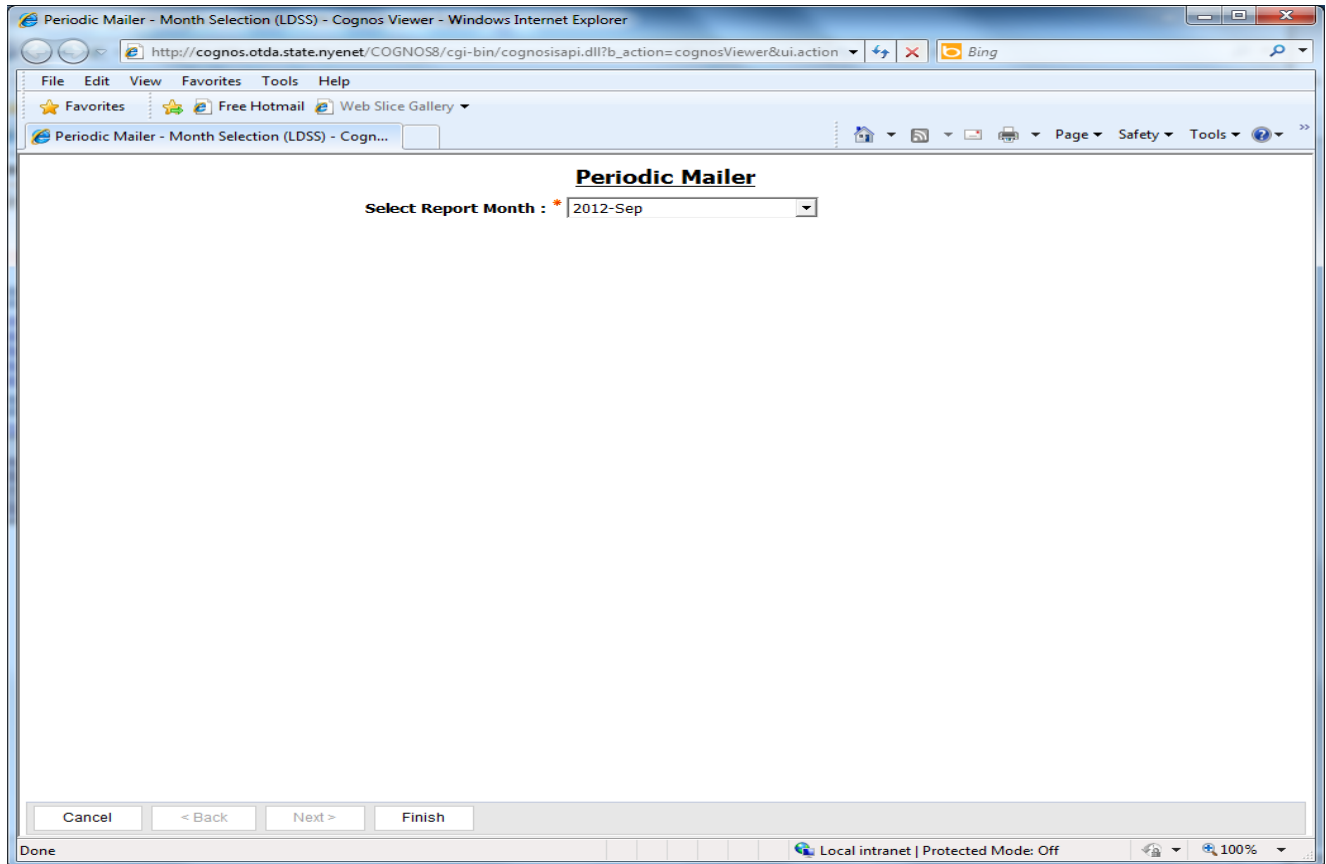 Periodic Mailer - Month Selection (LDSS) - Cognos Viewer - Windows Internet Explorer
http://cognos.otda.state.nyenet/COGNOS8/cgi-bin/cognosisapi.dll?b_action=cognosViewer&ui.action
Bing
File Edit View Favorites Tools Help
Favorites Free Hotmail Web Slice Gallery
Periodic Mailer - Month Selection (LDSS) - Cogn... Page Safety Tools
Periodic Mailer
Select Report Month : * 2012-Sep
Cancel < Back Next > Finish
Done Local intranet | Protected Mode: Off 100%